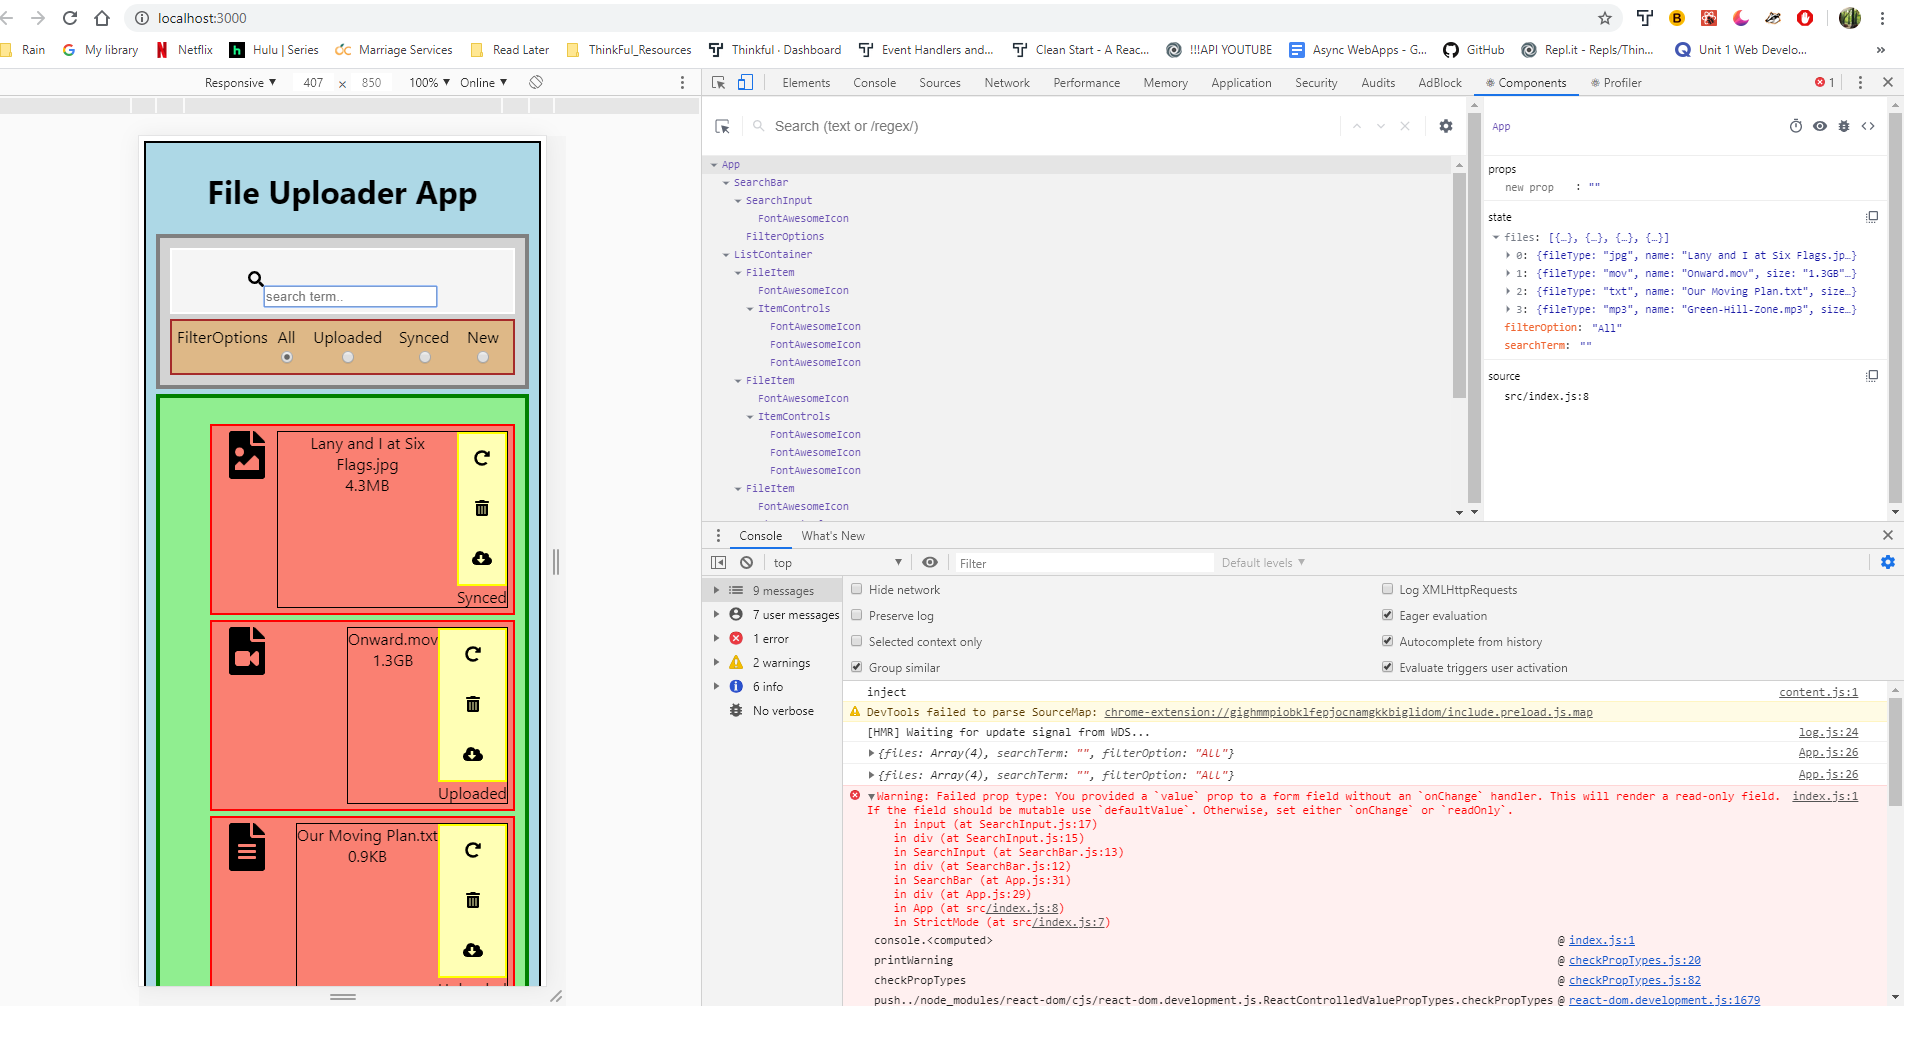 localhost:3000
Rain My library Netflix Hulu | Series Marriage Services Read Later ThinkFul_Resources Thinkful · Dashboard Event Handlers and... Clean Start - A Reac... !!!API YOUTUBE Async WebApps - G... GitHub Repl.it - Repls/Thin... Unit 1 Web Develo... »
Responsive ▼ 407 x 850 100% ▼ Online ▼
Elements Console Sources Network Performance Memory Application Security Audits AdBlock Components Profiler 1
Search (text or /regex/)
App
SearchBar
SearchInput
FontAwesomeIcon
FilterOptions
ListContainer
FileItem
FontAwesomeIcon
ItemControls
FontAwesomeIcon
FontAwesomeIcon
FontAwesomeIcon
FileItem
FontAwesomeIcon
ItemControls
FontAwesomeIcon
FontAwesomeIcon
FontAwesomeIcon
FileItem
FontAwesomeIcon
App
props
new prop : ""
state
files: [{…}, {…}, {…}, {…}]
0: {fileType: "jpg", name: "Lany and I at Six Flags.jp…}
1: {fileType: "mov", name: "Onward.mov", size: "1.3GB"…}
2: {fileType: "txt", name: "Our Moving Plan.txt", size…}
3: {fileType: "mp3", name: "Green-Hill-Zone.mp3", size…}
filterOption: "All"
searchTerm: ""
source
src/index.js:8
File Uploader App
search term..
FilterOptions All Uploaded Synced New
Lany and I at Six
Flags.jpg
4.3MB
Synced
Onward.mov
1.3GB
Uploaded
Our Moving Plan.txt
0.9KB
Console What's New
top ▼ Filter Default levels ▼
9 messages
7 user messages
1 error
2 warnings
6 info
No verbose
Hide network Log XMLHttpRequests
Preserve log Eager evaluation
Selected context only Autocomplete from history
Group similar Evaluate triggers user activation
inject content.js:1
DevTools failed to parse SourceMap: chrome-extension://gighmmpiobklfepjocnamgkkbiglidom/include.preload.js.map
[HMR] Waiting for update signal from WDS... log.js:24
{files: Array(4), searchTerm: "", filterOption: "All"} App.js:26
{files: Array(4), searchTerm: "", filterOption: "All"} App.js:26
Warning: Failed prop type: You provided a `value` prop to a form field without an `onChange` handler. This will render a read-only field. index.js:1
If the field should be mutable use `defaultValue`. Otherwise, set either `onChange` or `readOnly`.
in input (at SearchInput.js:17)
in div (at SearchInput.js:15)
in SearchInput (at SearchBar.js:13)
in div (at SearchBar.js:12)
in SearchBar (at App.js:31)
in div (at App.js:29)
in App (at src/index.js:8)
in StrictMode (at src/index.js:7)
console.<computed> @ index.js:1
printWarning @ checkPropTypes.js:20
checkPropTypes @ checkPropTypes.js:82
push../node_modules/react-dom/cjs/react-dom.development.js.ReactControlledValuePropTypes.checkPropTypes @ react-dom.development.js:1679